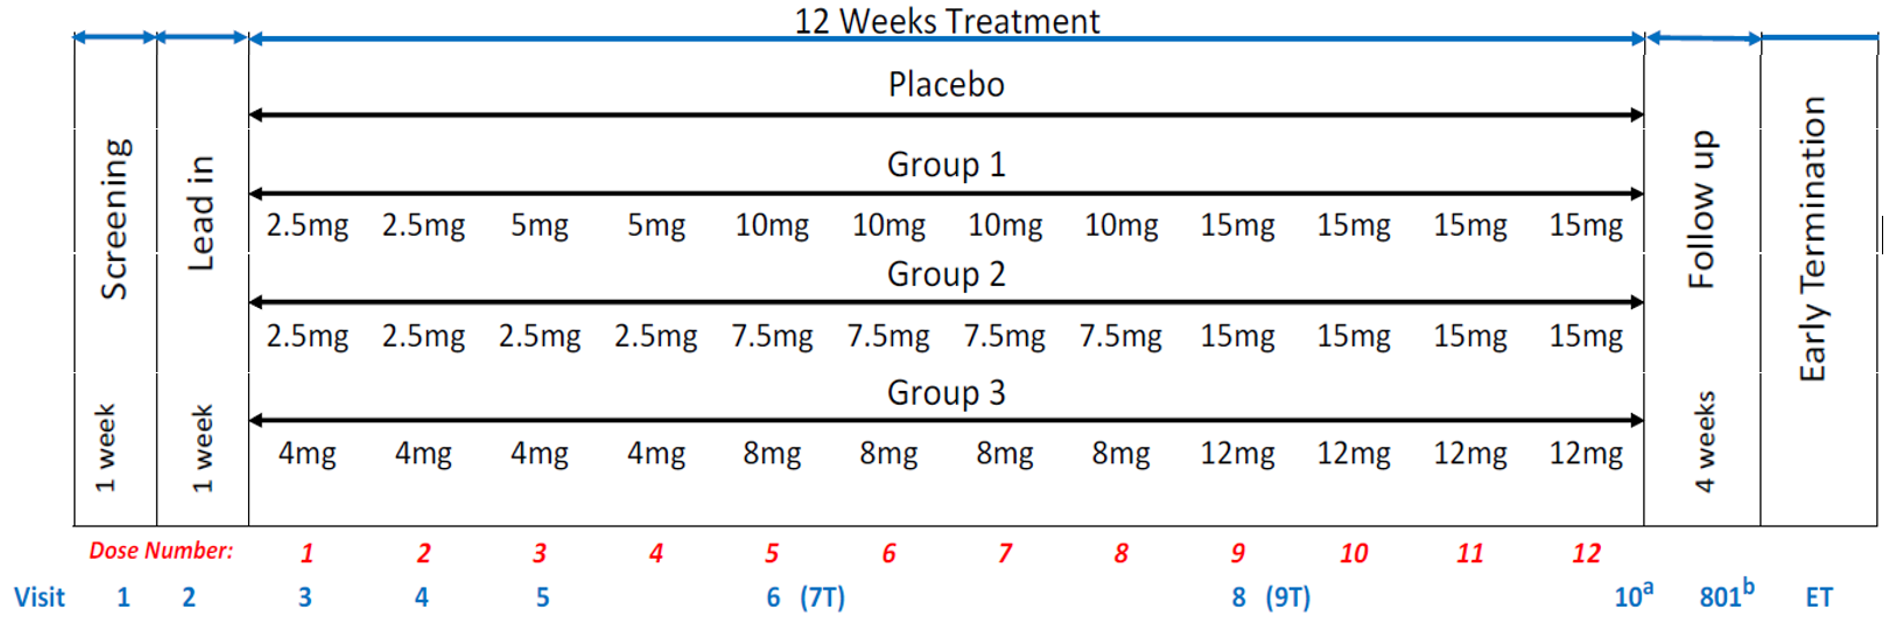 12 Weeks Treatment
Placebo
Group 1
2.5mg 2.5mg 5mg 5mg 10mg 10mg 10mg 10mg 15mg 15mg 15mg 15mg
Group 2
2.5mg 2.5mg 2.5mg 2.5mg 7.5mg 7.5mg 7.5mg 7.5mg 15mg 15mg 15mg 15mg
Group 3
4mg 4mg 4mg 4mg 8mg 8mg 8mg 8mg 12mg 12mg 12mg 12mg
Screening
1 week
Lead in
1 week
Follow up
4 weeks
Early Termination
Dose Number: 1 2 3 4 5 6 7 8 9 10 11 12
Visit 1 2 3 4 5 6 (7T) 8 (9T) 10a 801b ET